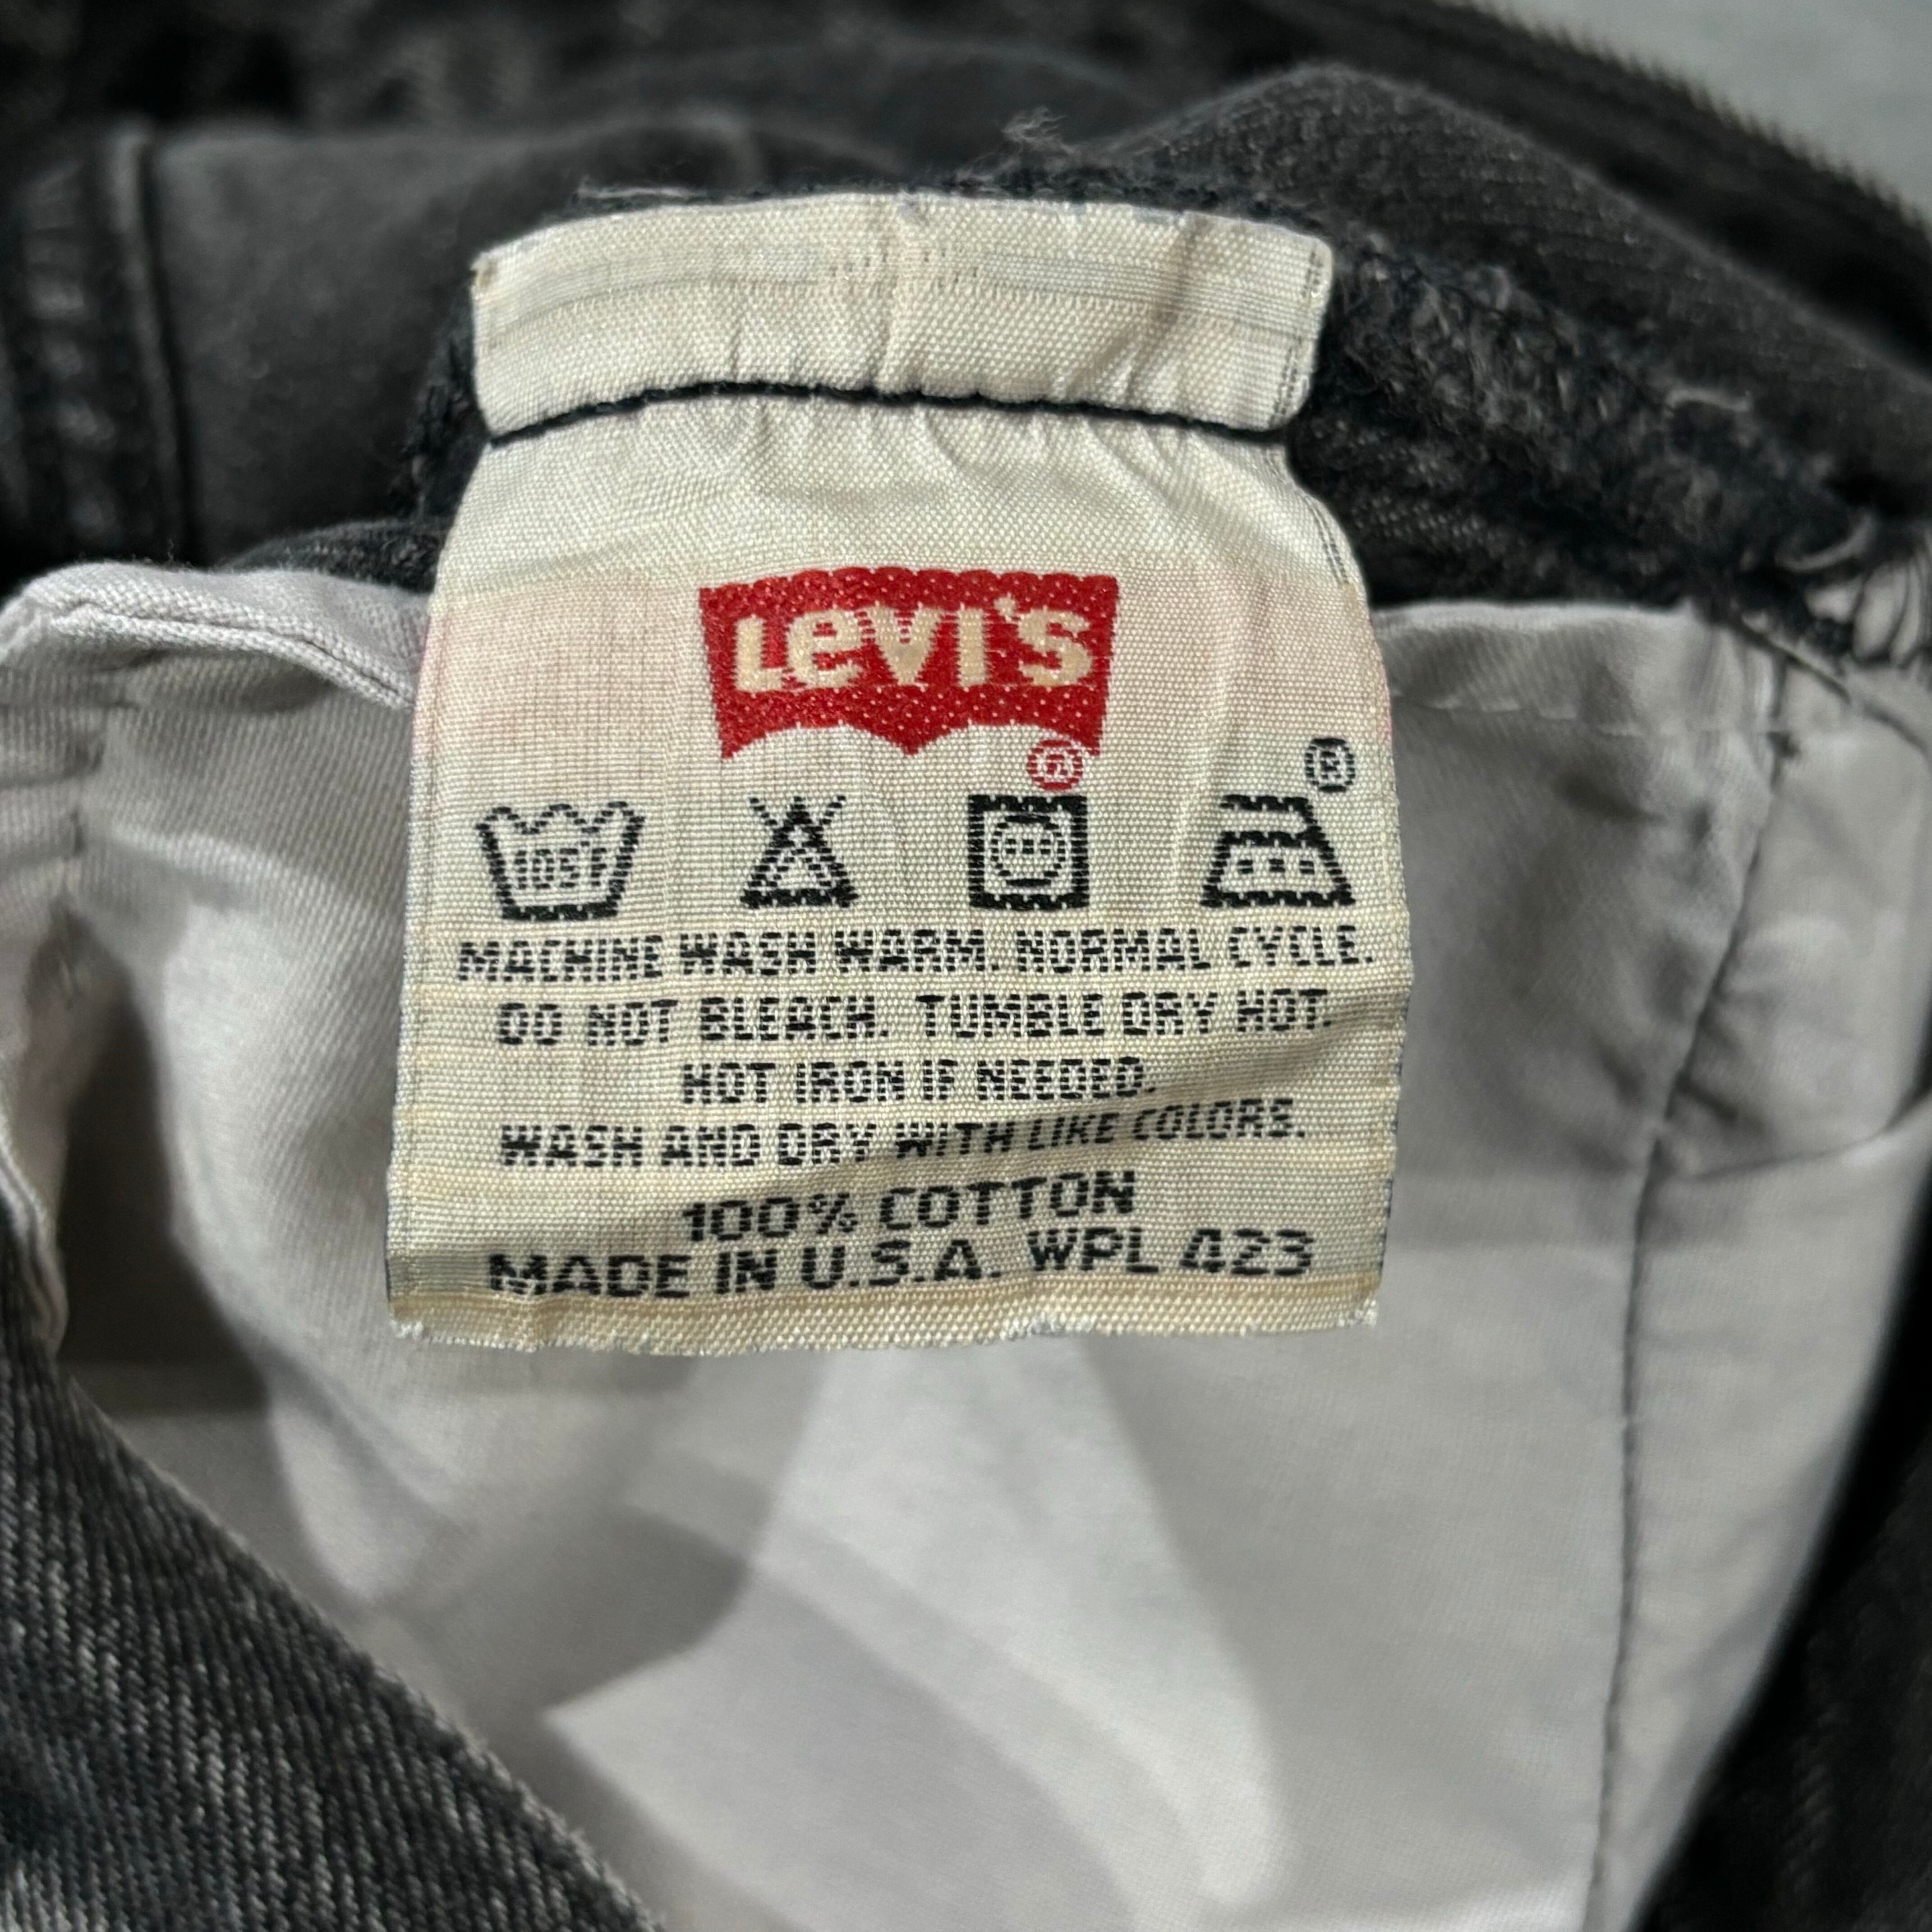 Levi's
®
®
105°F
MACHINE WASH WARM. NORMAL CYCLE.
DO NOT BLEACH. TUMBLE DRY HOT.
HOT IRON IF NEEDED.
WASH AND DRY WITH LIKE COLORS.
100% COTTON
MADE IN U.S.A. WPL 423